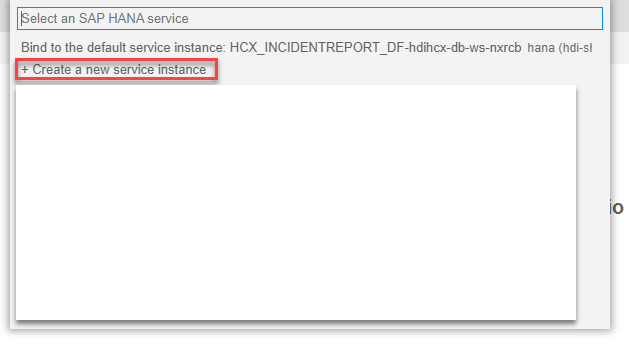 Select an SAP HANA service
Bind to the default service instance: HCX_INCIDENTREPORT_DF-hdihcx-db-ws-nxrcb hana (hdi-sh
+ Create a new service instance
io